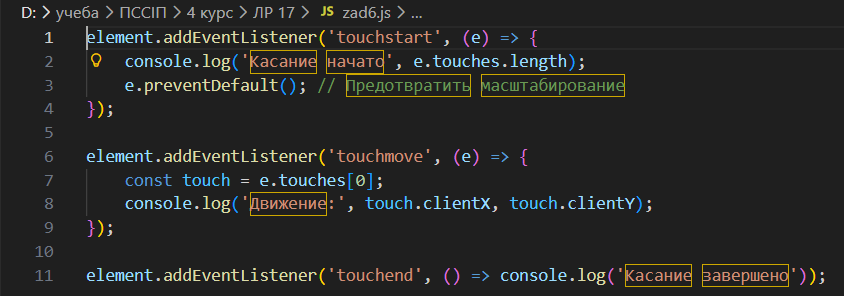 D: > учеба > ПССІП > 4 курс > ЛР 17 > JS zad6.js > ...
1 element.addEventListener('touchstart', (e) => {
2 console.log('Касание начато', e.touches.length);
3 e.preventDefault(); // Предотвратить масштабирование
4 });
5
6 element.addEventListener('touchmove', (e) => {
7 const touch = e.touches[0];
8 console.log('Движение:', touch.clientX, touch.clientY);
9 });
10
11 element.addEventListener('touchend', () => console.log('Касание завершено'));